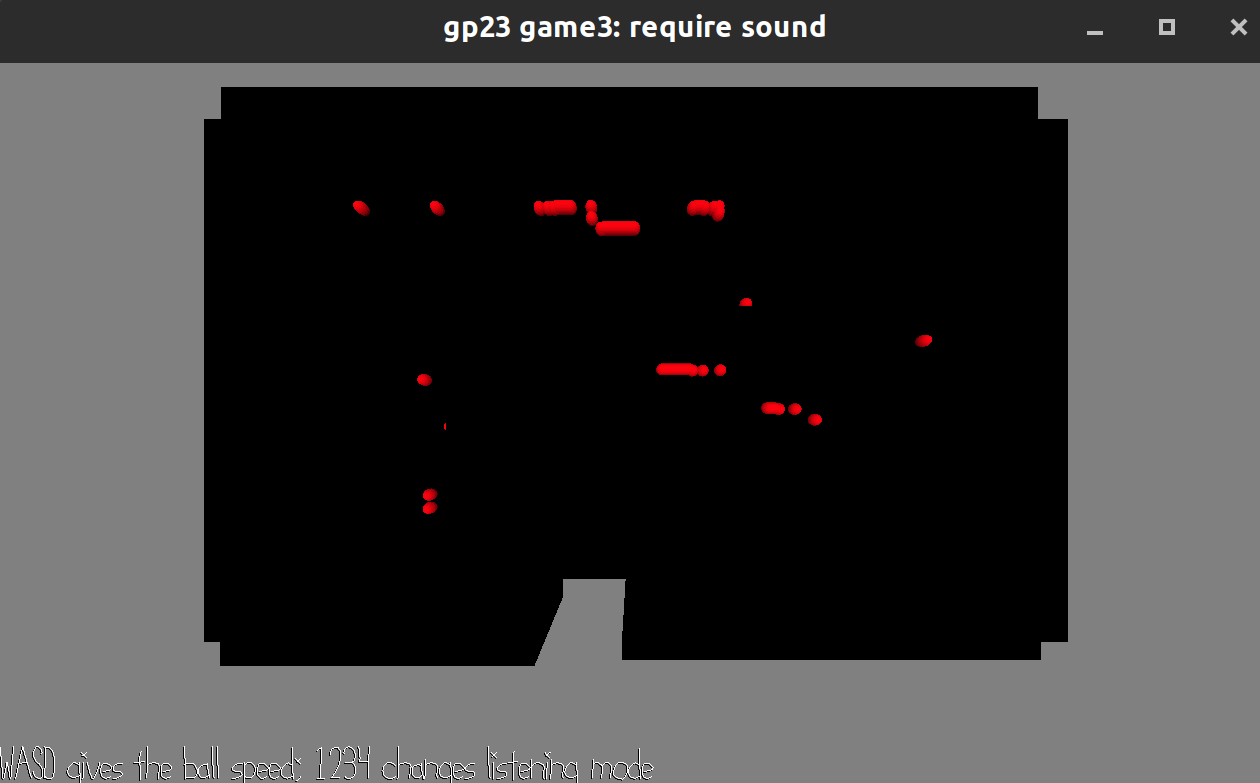 gp23 game3: require sound
WASD gives the ball speed; 1234 changes listening mode